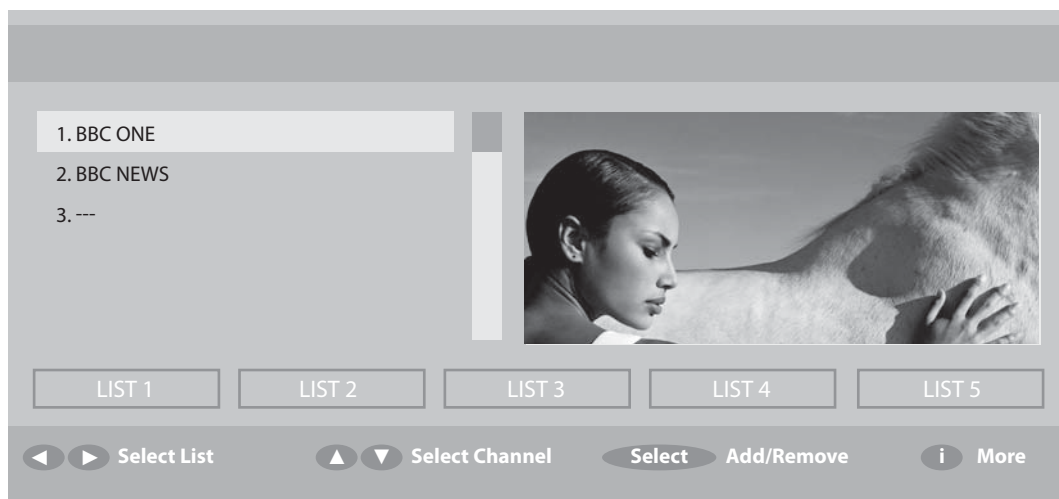 1. BBC ONE
2. BBC NEWS
3. ---
LIST 1 LIST 2 LIST 3 LIST 4 LIST 5
◀ ▶ Select List ▲ ▼ Select Channel Select Add/Remove i More